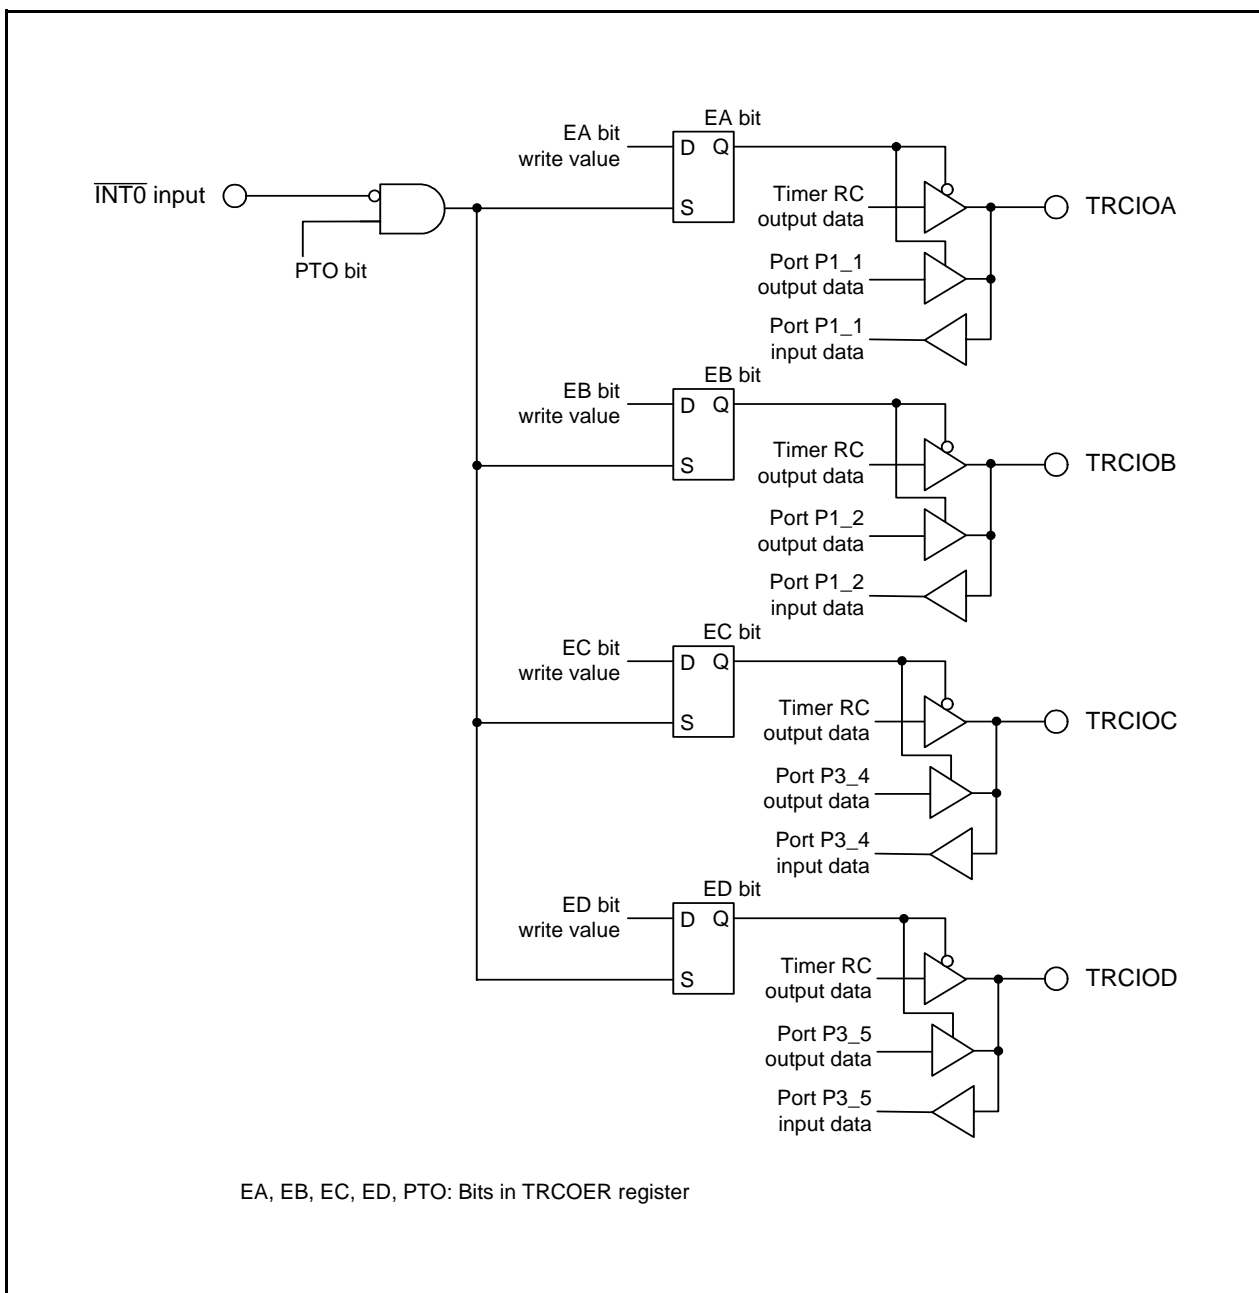 EA bit
EA bit
write value
D Q
S
INT0 input
PTO bit
Timer RC
output data
TRCIOA
Port P1_1
output data
Port P1_1
input data
EB bit
EB bit
write value
D Q
S
Timer RC
output data
TRCIOB
Port P1_2
output data
Port P1_2
input data
EC bit
EC bit
write value
D Q
S
Timer RC
output data
TRCIOC
Port P3_4
output data
Port P3_4
input data
ED bit
ED bit
write value
D Q
S
Timer RC
output data
TRCIOD
Port P3_5
output data
Port P3_5
input data
EA, EB, EC, ED, PTO: Bits in TRCOER register